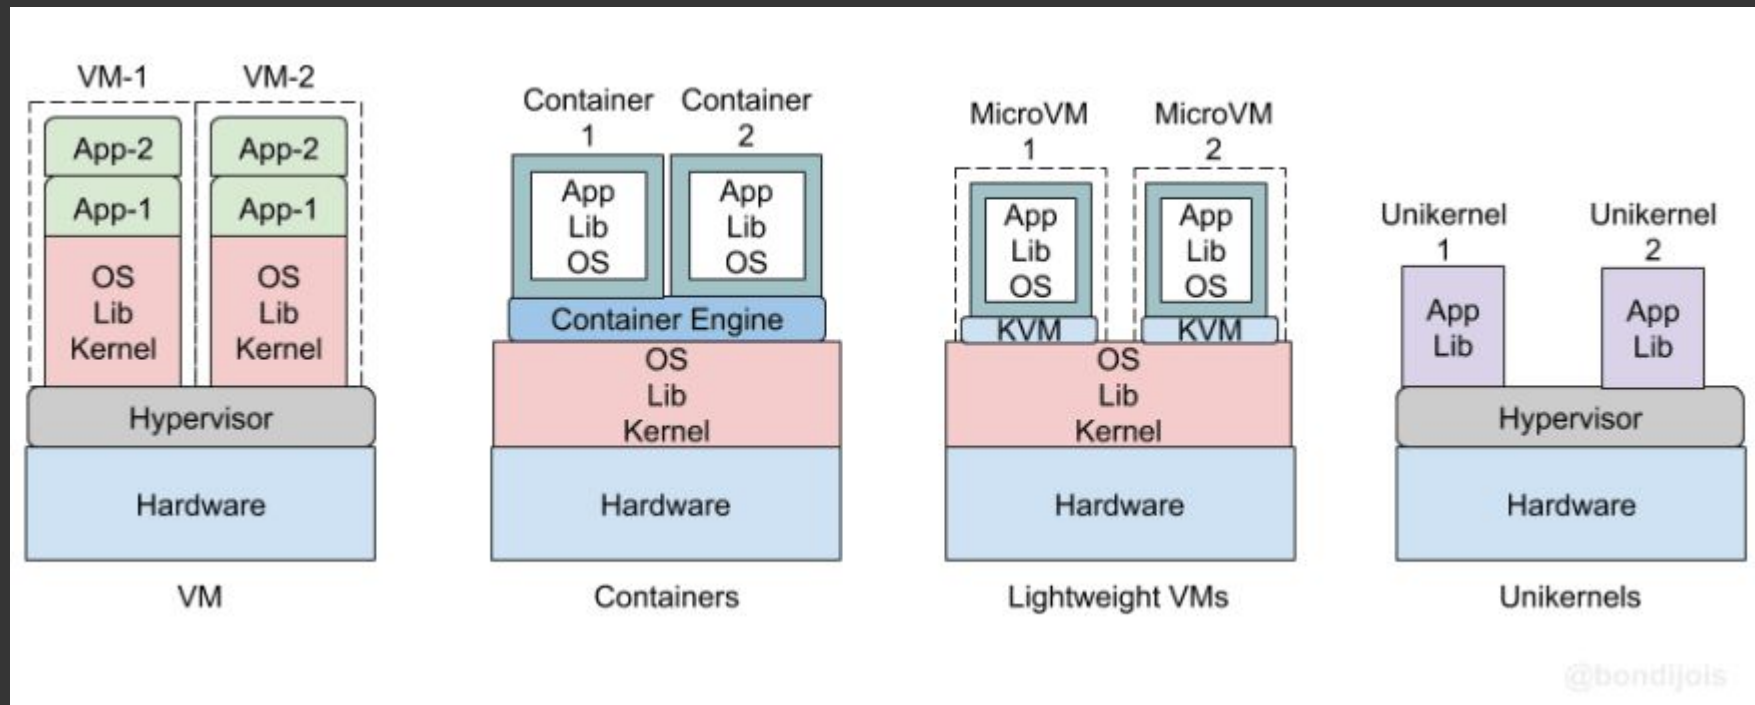 VM-1
VM-2
App-2
App-1
OS
Lib
Kernel
App-2
App-1
OS
Lib
Kernel
Hypervisor
Hardware
VM
Container
1
Container
2
App
Lib
OS
App
Lib
OS
Container Engine
OS
Lib
Kernel
Hardware
Containers
MicroVM
1
MicroVM
2
App
Lib
OS
KVM
App
Lib
OS
KVM
OS
Lib
Kernel
Hardware
Lightweight VMs
Unikernel
1
Unikernel
2
App
Lib
App
Lib
Hypervisor
Hardware
Unikernels
@bondijois